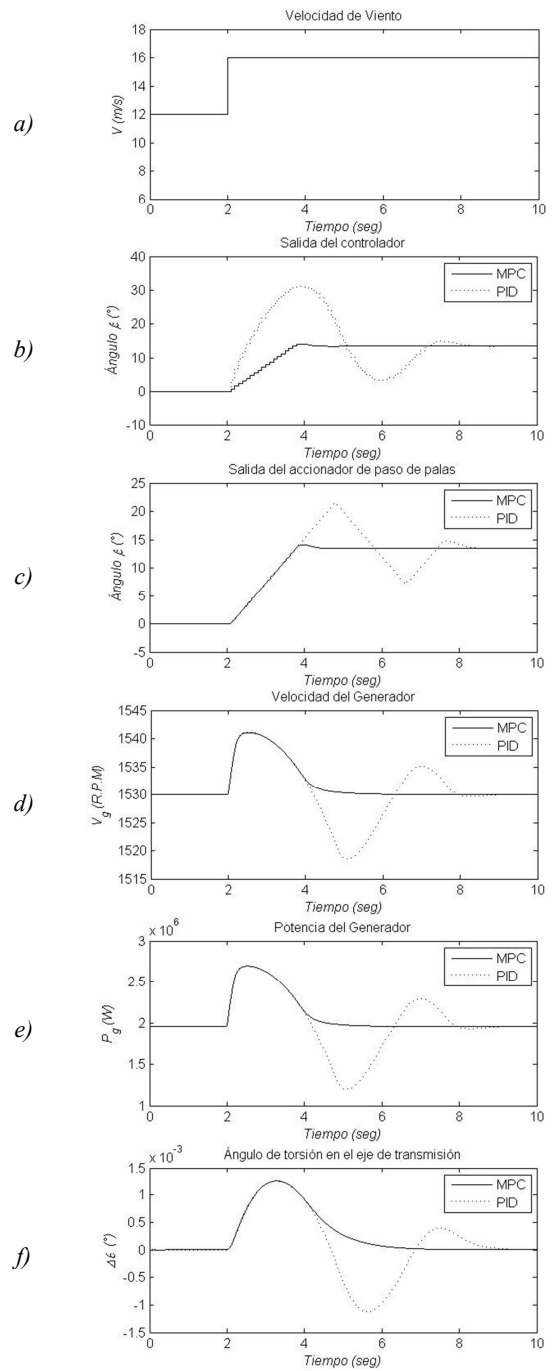 a)
Velocidad de Viento
V (m/s)
18
16
14
12
10
8
6
0 2 4 6 8 10
Tiempo (seg)
b)
Salida del controlador
Ángulo (°)
40
30
20
10
0
-10
MPC
PID
0 2 4 6 8 10
Tiempo (seg)
c)
Salida del accionador de paso de palas
Ángulo (°)
25
20
15
10
5
0
-5
MPC
PID
0 2 4 6 8 10
Tiempo (seg)
d)
Velocidad del Generador
V_g (R.P.M)
1545
1540
1535
1530
1525
1520
1515
MPC
PID
0 2 4 6 8 10
Tiempo (seg)
e)
x 10^6
Potencia del Generador
P_g (W)
3
2.5
2
1.5
1
MPC
PID
0 2 4 6 8 10
Tiempo (seg)
f)
x 10^-3
Ángulo de torsión en el eje de transmisión
(°)
1.5
1
0.5
0
-0.5
-1
-1.5
MPC
PID
0 2 4 6 8 10
Tiempo (seg)